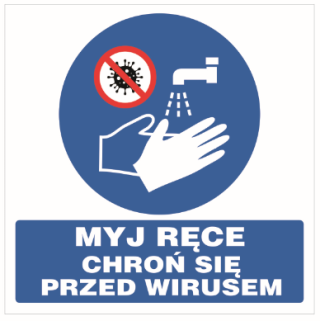 MYJ RĘCE
CHROŃ SIĘ
PRZED WIRUSEM